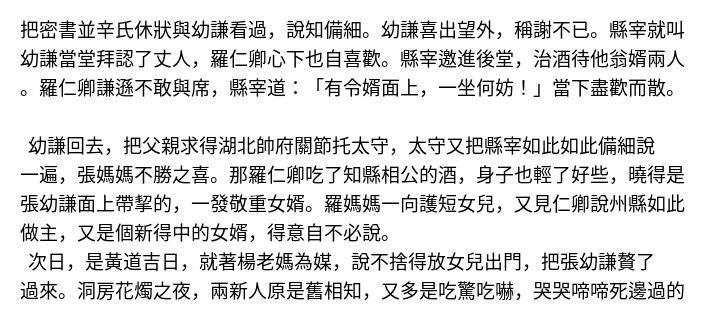 把密書並辛氏休狀與幼謙看過，說知備細。幼謙喜出望外，稱謝不已。縣宰就叫
幼謙當堂拜認了丈人，羅仁卿心下也自喜歡。縣宰邀進後堂，治酒待他翁婿兩人
。羅仁卿謙遜不敢與席，縣宰道：「有令婿面上，一坐何妨！」當下盡歡而散。
幼謙回去，把父親求得湖北帥府關節托太守，太守又把縣宰如此如此備細說
一遍，張媽媽不勝之喜。那羅仁卿吃了知縣相公的酒，身子也輕了好些，曉得是
張幼謙面上帶挈的，一發敬重女婿。羅媽媽一向護短女兒，又見仁卿說州縣如此
做主，又是個新得中的女婿，得意自不必說。
次日，是黃道吉日，就著楊老媽為媒，說不捨得放女兒出門，把張幼謙贅了
過來。洞房花燭之夜，兩新人原是舊相知，又多是吃驚吃嚇，哭哭啼啼死邊過的